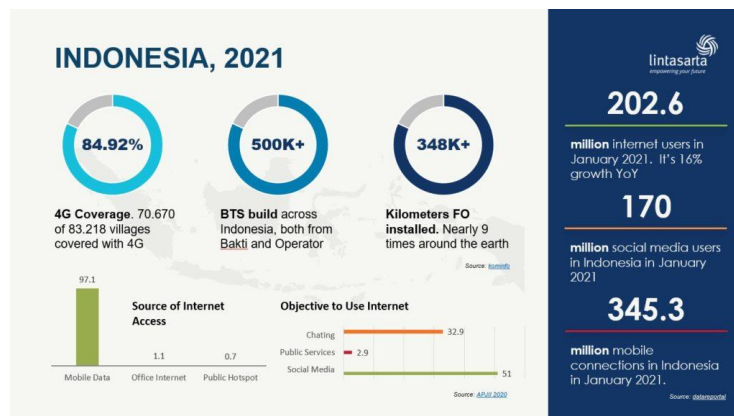 INDONESIA, 2021
84.92%
4G Coverage. 70.670
of 83.218 villages
covered with 4G
500K+
BTS build across
Indonesia, both from
Bakti and Operator
348K+
Kilometers FO
installed. Nearly 9
times around the earth
Source: kominfo
Source of Internet
Access
97.1
1.1
0.7
Mobile Data
Office Internet
Public Hotspot
Objective to Use Internet
Chating
32.9
Public Services
2.9
Social Media
51
Source: APJII 2020
lintasarta
empowering your future
202.6
million internet users in
January 2021. It's 16%
growth YoY
170
million social media users
in Indonesia in January
2021
345.3
million mobile
connections in Indonesia
in January 2021.
Source: datareportal